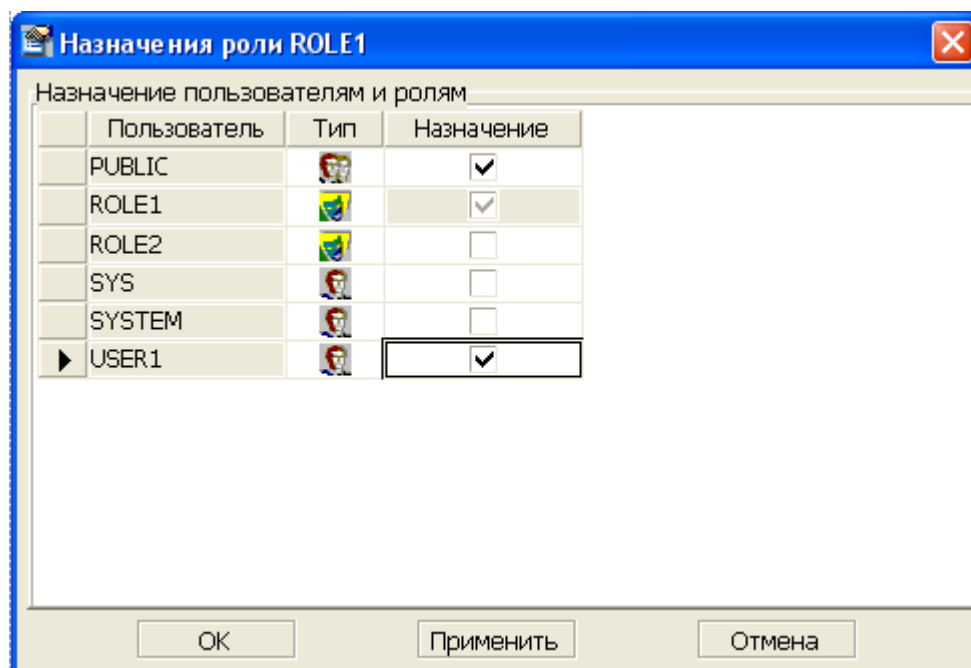 Назначения роли ROLE1
Назначение пользователям и ролям
Пользователь Тип Назначение
PUBLIC
ROLE1
ROLE2
SYS
SYSTEM
USER1
OK Применить Отмена